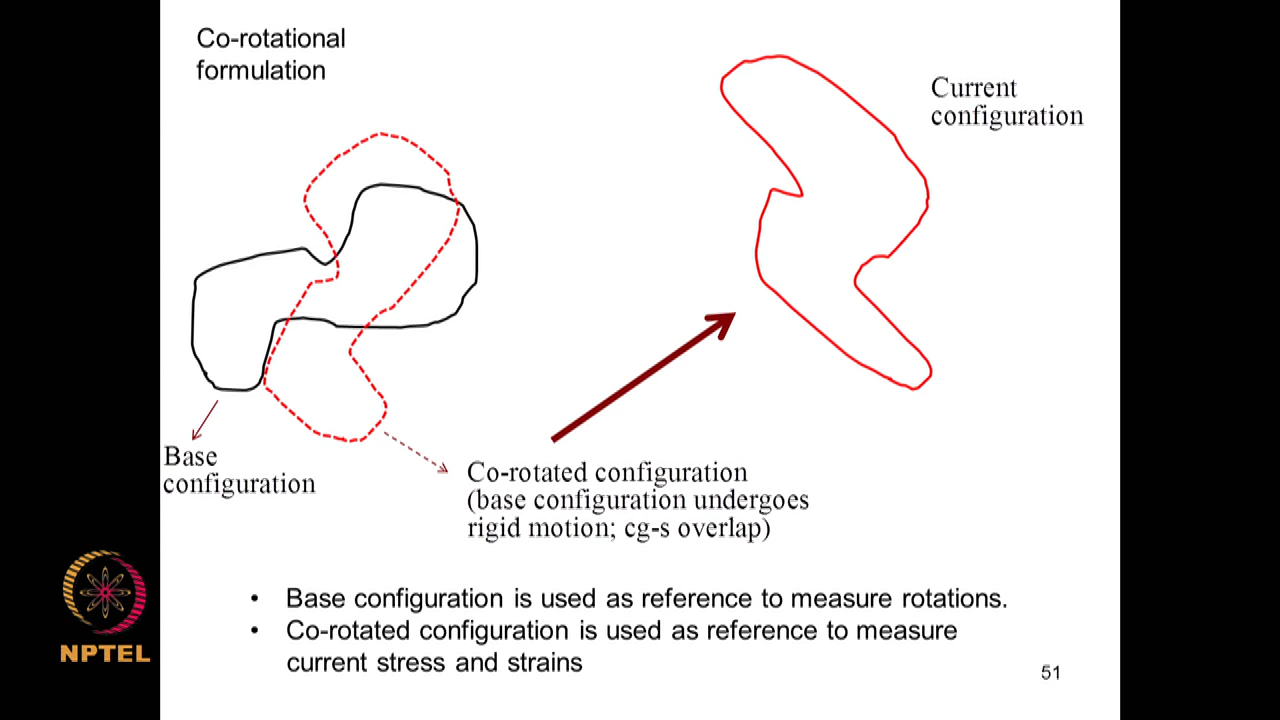 Co-rotational
formulation
Current
configuration
Base
configuration
Co-rotated configuration
(base configuration undergoes
rigid motion; cg-s overlap)
• Base configuration is used as reference to measure rotations.
• Co-rotated configuration is used as reference to measure
current stress and strains
NPTEL
51